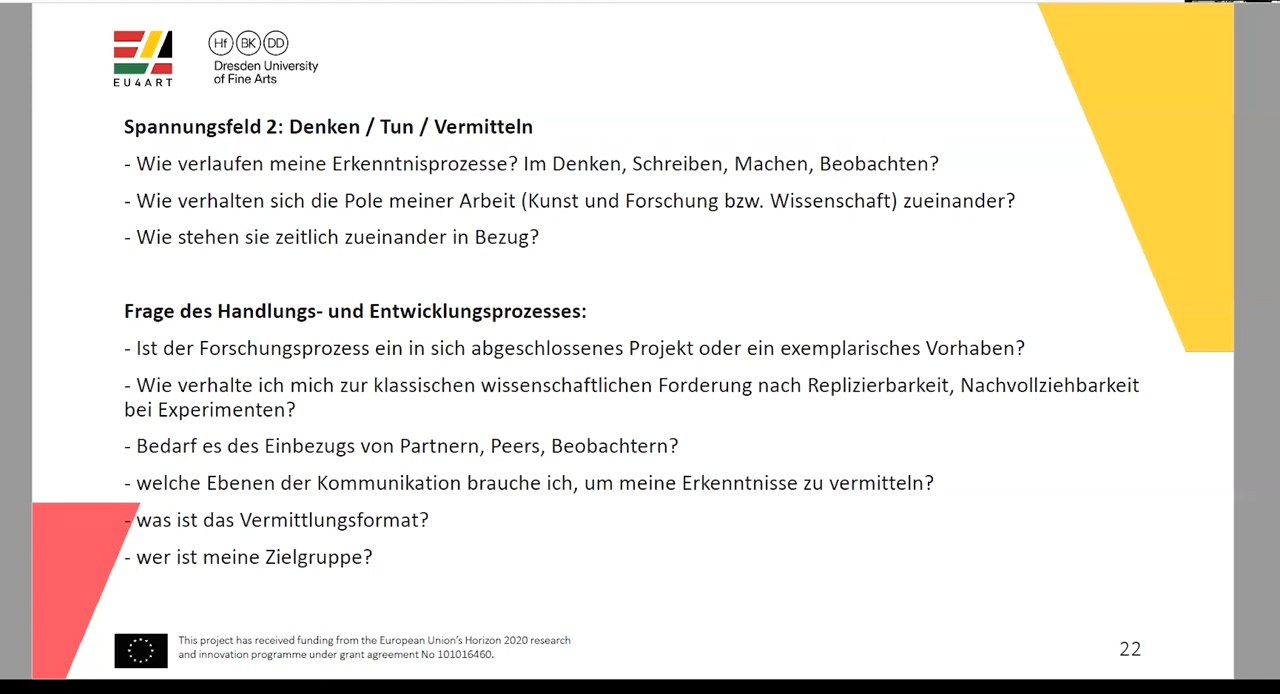 EU4ART
Hf BK DD
Dresden University
of Fine Arts
Spannungsfeld 2: Denken / Tun / Vermitteln
- Wie verlaufen meine Erkenntnisprozesse? Im Denken, Schreiben, Machen, Beobachten?
- Wie verhalten sich die Pole meiner Arbeit (Kunst und Forschung bzw. Wissenschaft) zueinander?
- Wie stehen sie zeitlich zueinander in Bezug?
Frage des Handlungs- und Entwicklungsprozesses:
- Ist der Forschungsprozess ein in sich abgeschlossenes Projekt oder ein exemplarisches Vorhaben?
- Wie verhalte ich mich zur klassischen wissenschaftlichen Forderung nach Replizierbarkeit, Nachvollziehbarkeit
bei Experimenten?
- Bedarf es des Einbezugs von Partnern, Peers, Beobachtern?
- welche Ebenen der Kommunikation brauche ich, um meine Erkenntnisse zu vermitteln?
- was ist das Vermittlungsformat?
- wer ist meine Zielgruppe?
This project has received funding from the European Union's Horizon 2020 research
and innovation programme under grant agreement No 101016460.
22